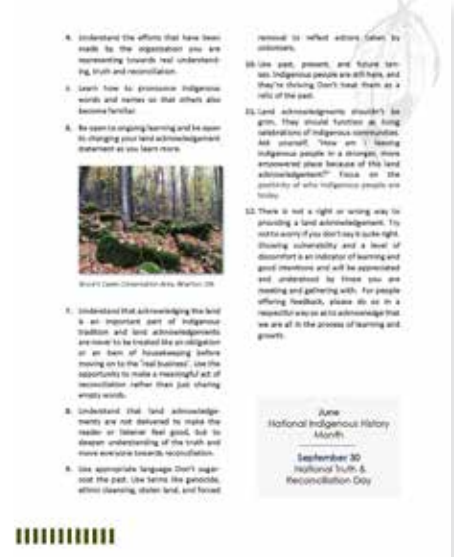 4. Understand the efforts that have been
made by the organization you are
representing towards real understand-
ing, truth and reconciliation.
5. Learn how to pronounce Indigenous
words and names so that others also
become familiar.
6. Be open to ongoing learning and be open
to changing your land acknowledgement
statement as you learn more.
Bruce's Caves Conservation Area, Wiarton, ON
7. Understand that acknowledging the land
is an important part of Indigenous
tradition and land acknowledgements
are never to be treated like an obligation
or an item of housekeeping before
moving on to the 'real business'. Use the
opportunity to make a meaningful act of
reconciliation rather than just sharing
empty words.
8. Understand that land acknowledge-
ments are not delivered to make the
reader or listener feel good, but to
deepen understanding of the truth and
move everyone towards reconciliation.
9. Use appropriate language Don't sugar-
coat the past. Use terms like genocide,
ethnic cleansing, stolen land, and forced
removal to reflect actions taken by
colonizers.
10. Use past, present, and future ten-
ses. Indigenous people are still here, and
they're thriving Don't treat them as a
relic of the past.
11. Land acknowledgments shouldn't be
grim. They should function as living
celebrations of Indigenous communities.
Ask yourself, "How am I leaving
Indigenous people in a stronger, more
empowered place because of this land
acknowledgement?" Focus on the
positivity of who Indigenous people are
today.
12. There is not a right or wrong way to
providing a land acknowledgement. Try
not to worry if you don't say it quite right.
Showing vulnerability and a level of
discomfort is an indicator of learning and
good intentions and will be appreciated
and understood by those you are
meeting and gathering with. For people
offering feedback, please do so in a
respectful way so as to acknowledge that
we are all in the process of learning and
growth.
June
National Indigenous History
Month
September 30
National Truth &
Reconciliation Day